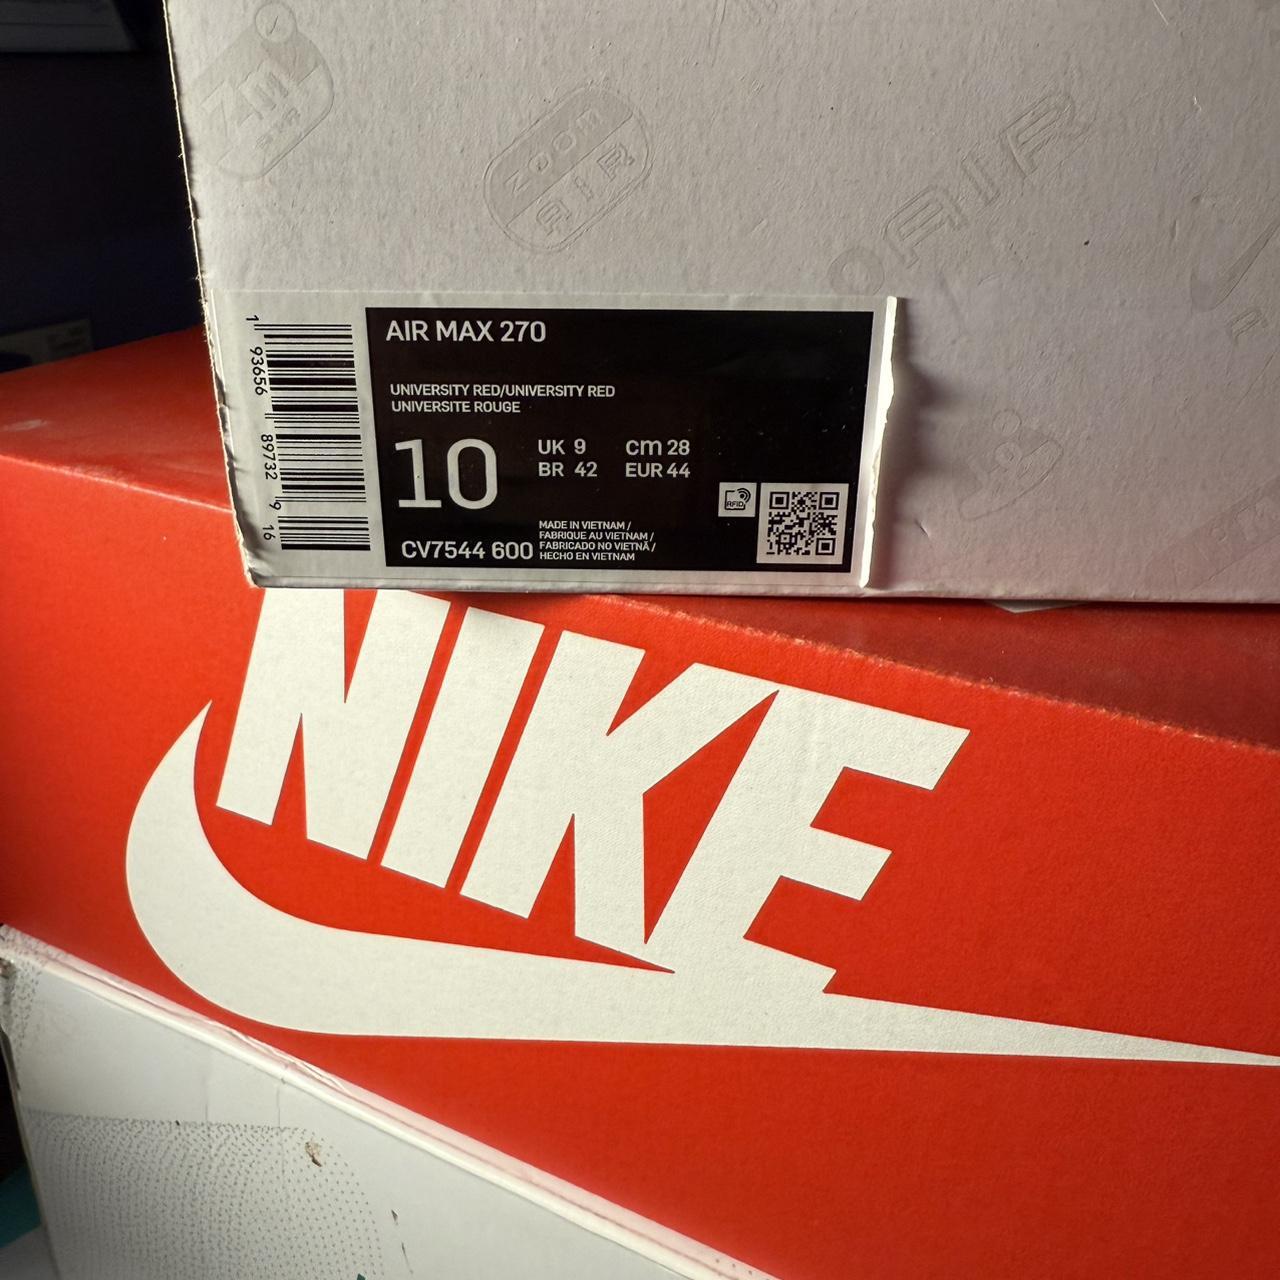 Zm
AIR
ZOOM
AIR
AIR
AIR MAX 270
UNIVERSITY RED/UNIVERSITY RED
UNIVERSITE ROUGE
10
UK 9 cm 28
BR 42 EUR 44
RFID
MADE IN VIETNAM /
FABRIQUE AU VIETNAM /
FABRICADO NO VIETNÃ /
HECHO EN VIETNAM
CV7544 600
1 93656 89732 9 16
NIKE